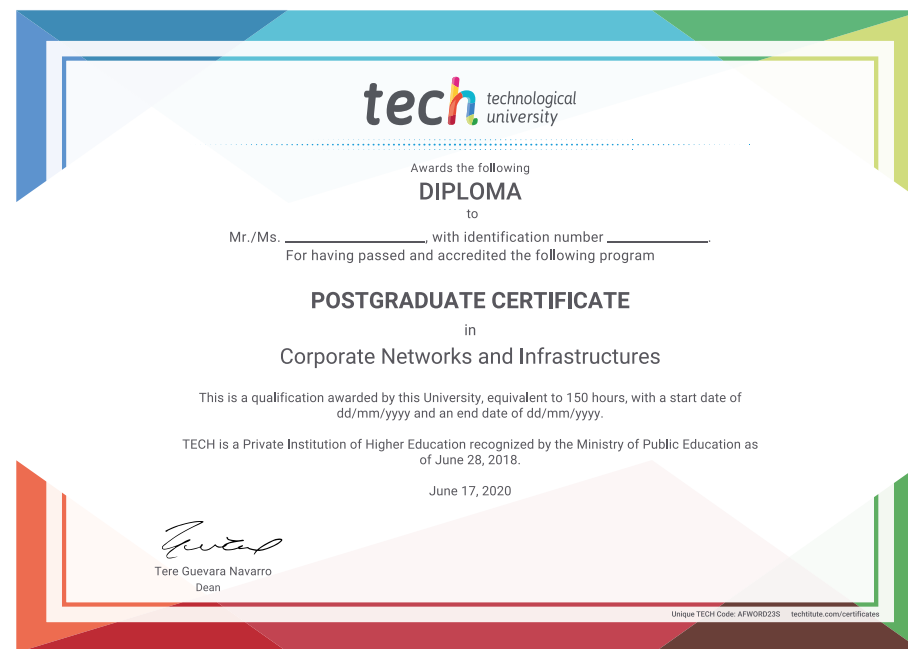 tech technological
university
Awards the following
DIPLOMA
to
Mr./Ms. ____________________, with identification number ______________.
For having passed and accredited the following program
POSTGRADUATE CERTIFICATE
in
Corporate Networks and Infrastructures
This is a qualification awarded by this University, equivalent to 150 hours, with a start date of
dd/mm/yyyy and an end date of dd/mm/yyyy.
TECH is a Private Institution of Higher Education recognized by the Ministry of Public Education as
of June 28, 2018.
June 17, 2020
Tere Guevara Navarro
Dean
Unique TECH Code: AFWORD23S techtitute.com/certificates